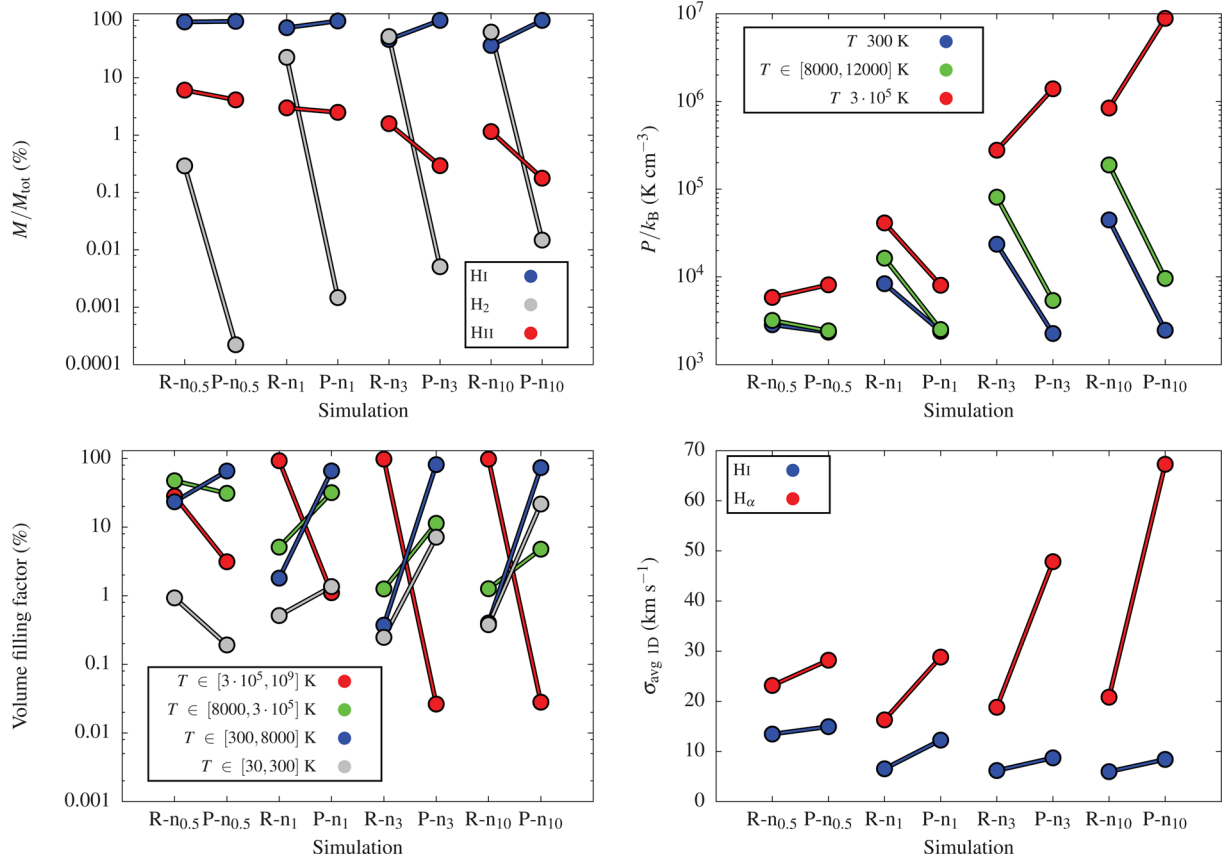 M/Mtot (%)
100
10
1
0.1
0.01
0.001
0.0001
HI
H2
HII
R-n0.5 P-n0.5 R-n1 P-n1 R-n3 P-n3 R-n10 P-n10
Simulation
P/kB (K cm−3)
10^7
10^6
10^5
10^4
10^3
T 300 K
T ∈ [8000, 12000] K
T 3·10^5 K
R-n0.5 P-n0.5 R-n1 P-n1 R-n3 P-n3 R-n10 P-n10
Simulation
Volume filling factor (%)
100
10
1
0.1
0.01
0.001
T ∈ [3·10^5, 10^9] K
T ∈ [8000, 3·10^5] K
T ∈ [300, 8000] K
T ∈ [30, 300] K
R-n0.5 P-n0.5 R-n1 P-n1 R-n3 P-n3 R-n10 P-n10
Simulation
σavg 1D (km s−1)
70
60
50
40
30
20
10
0
HI
Hα
R-n0.5 P-n0.5 R-n1 P-n1 R-n3 P-n3 R-n10 P-n10
Simulation